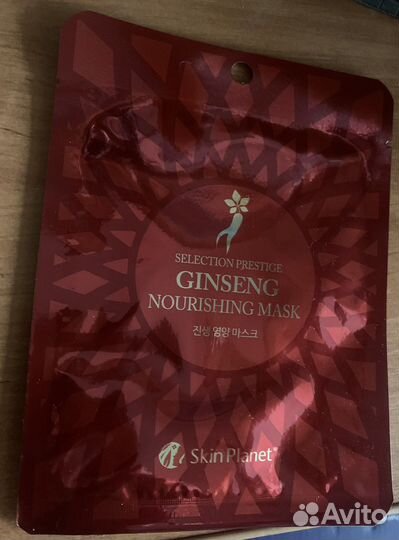 SELECTION PRESTIGE
GINSENG
NOURISHING MASK
진생 영양 마스크
Skin Planet
Avito